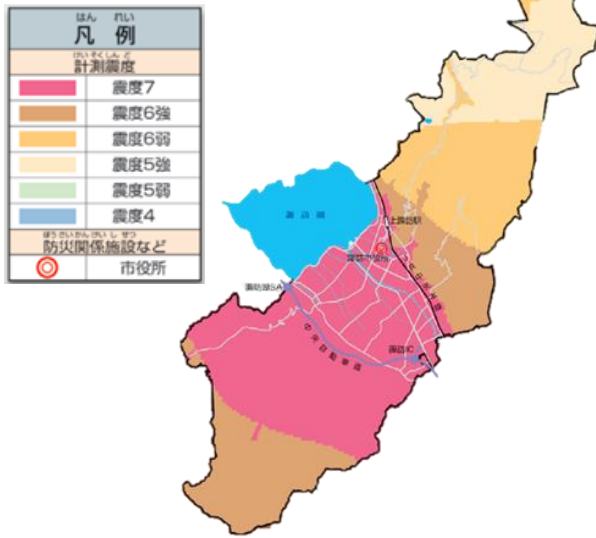 はん れい
凡 例
けいそくしんど
計測震度
震度7
震度6強
震度6弱
震度5強
震度5弱
震度4
ぼうさいかんけいしせつ
防災関係施設など
市役所
諏訪湖
上諏訪駅
諏訪市役所
諏訪湖SA
中央自動車道
諏訪IC